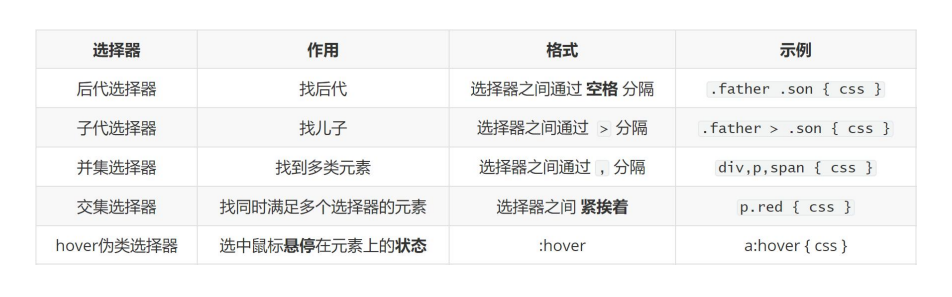 选择器 作用 格式 示例
后代选择器 找后代 选择器之间通过 空格 分隔 .father .son { css }
子代选择器 找儿子 选择器之间通过 > 分隔 .father > .son { css }
并集选择器 找到多类元素 选择器之间通过 , 分隔 div,p,span { css }
交集选择器 找同时满足多个选择器的元素 选择器之间 紧挨着 p.red { css }
hover伪类选择器 选中鼠标悬停在元素上的状态 :hover a:hover { css }